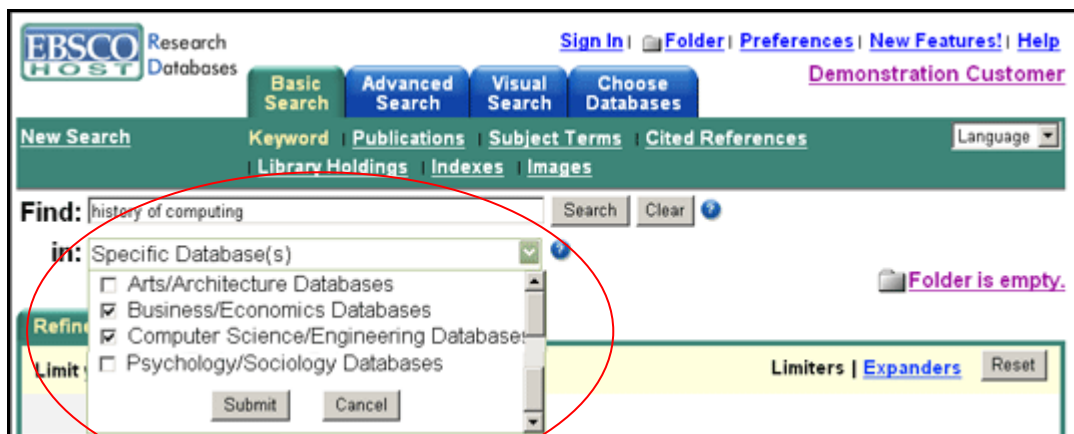 EBSCO Research
HOST Databases
Sign In | Folder | Preferences | New Features! | Help
Demonstration Customer
Basic Search Advanced Search Visual Search Choose Databases
New Search Keyword | Publications | Subject Terms | Cited References Language
| Library Holdings | Indexes | Images
Find: history of computing Search Clear ?
in: Specific Database(s) ?
Arts/Architecture Databases
Folder is empty.
Business/Economics Databases
Refine
Computer Science/Engineering Databases
Limit Psychology/Sociology Databases Limiters | Expanders Reset
Submit Cancel